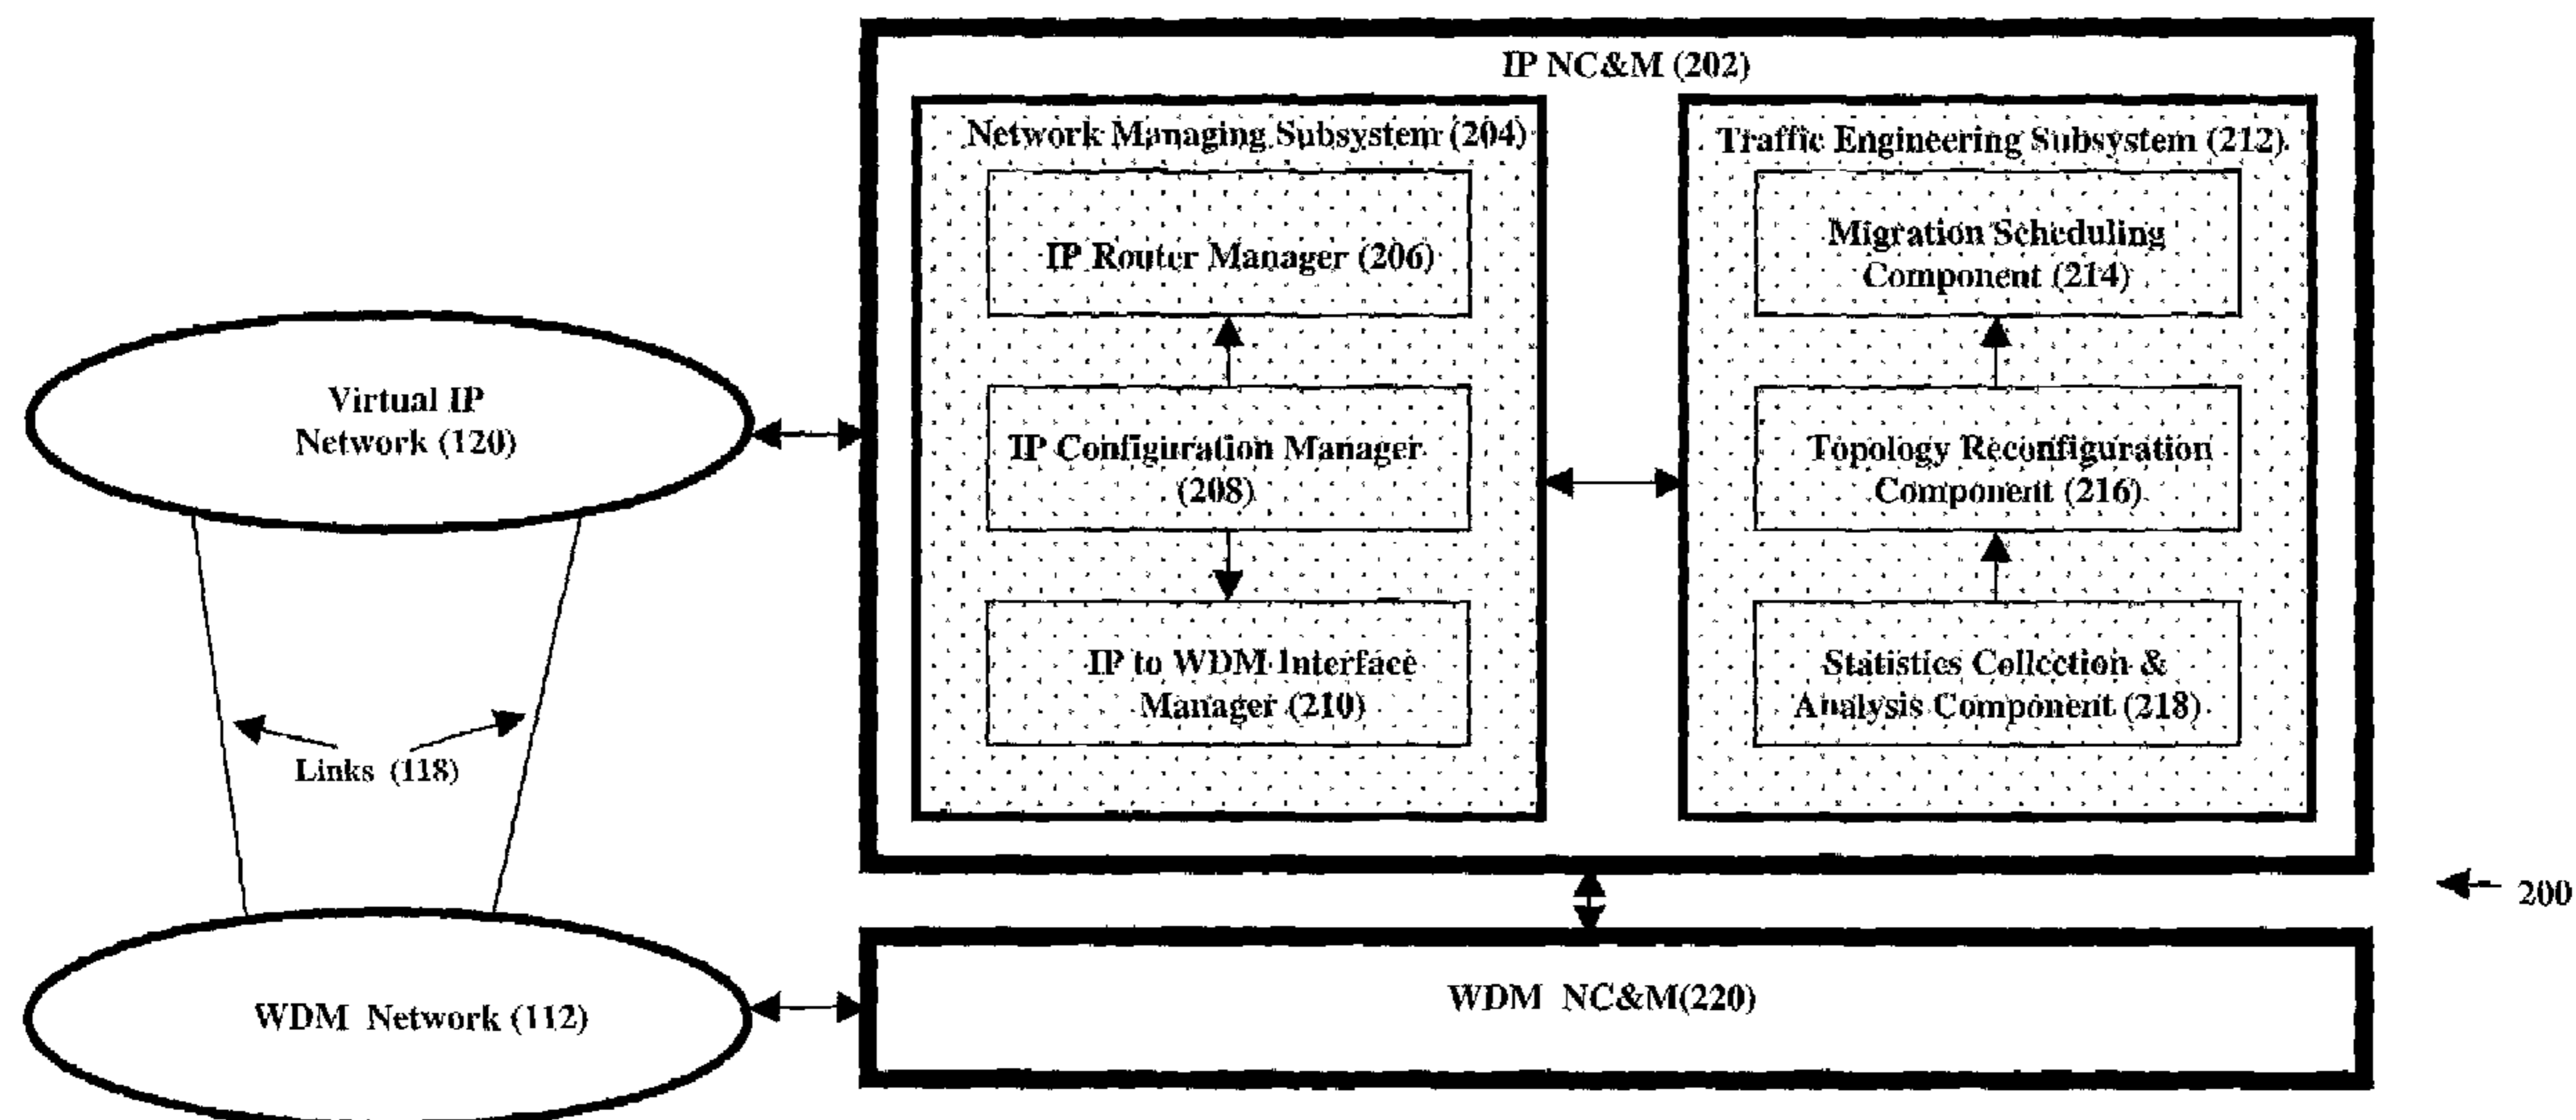 IP NC&M (202)
Network Managing Subsystem (204)
IP Router Manager (206)
IP Configuration Manager
(208)
IP to WDM Interface
Manager (210)
Traffic Engineering Subsystem (212)
Migration Scheduling
Component (214)
Topology Reconfiguration
Component (216)
Statistics Collection &
Analysis Component (218)
Virtual IP
Network (120)
Links (118)
WDM Network (112)
WDM NC&M(220)
200